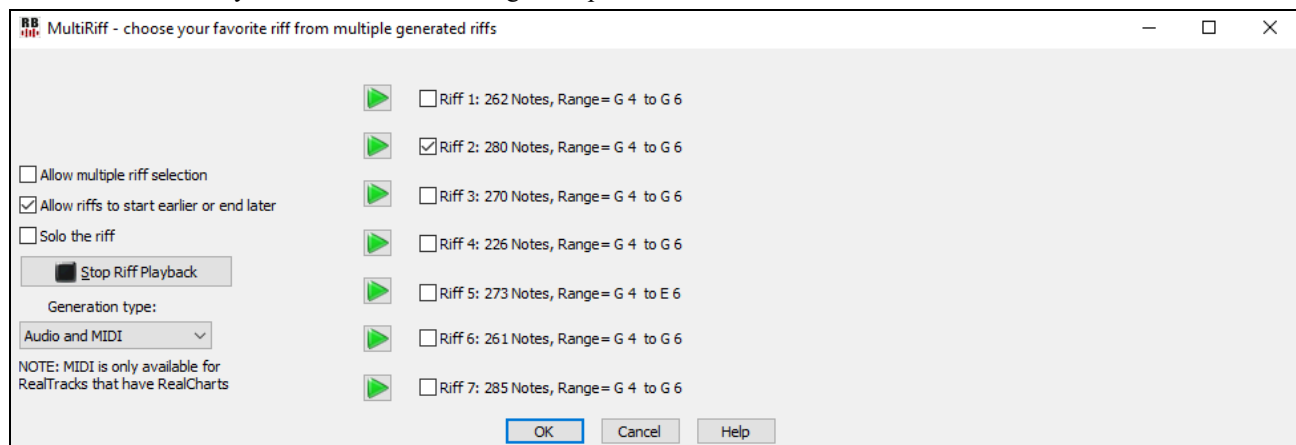 RB MultiRiff - choose your favorite riff from multiple generated riffs
Riff 1: 262 Notes, Range= G 4 to G 6
Riff 2: 280 Notes, Range= G 4 to G 6
Allow multiple riff selection
Riff 3: 270 Notes, Range= G 4 to G 6
Allow riffs to start earlier or end later
Solo the riff
Riff 4: 226 Notes, Range= G 4 to G 6
Stop Riff Playback
Riff 5: 273 Notes, Range= G 4 to E 6
Generation type:
Audio and MIDI
Riff 6: 261 Notes, Range= G 4 to G 6
NOTE: MIDI is only available for
RealTracks that have RealCharts
Riff 7: 285 Notes, Range= G 4 to G 6
OK Cancel Help